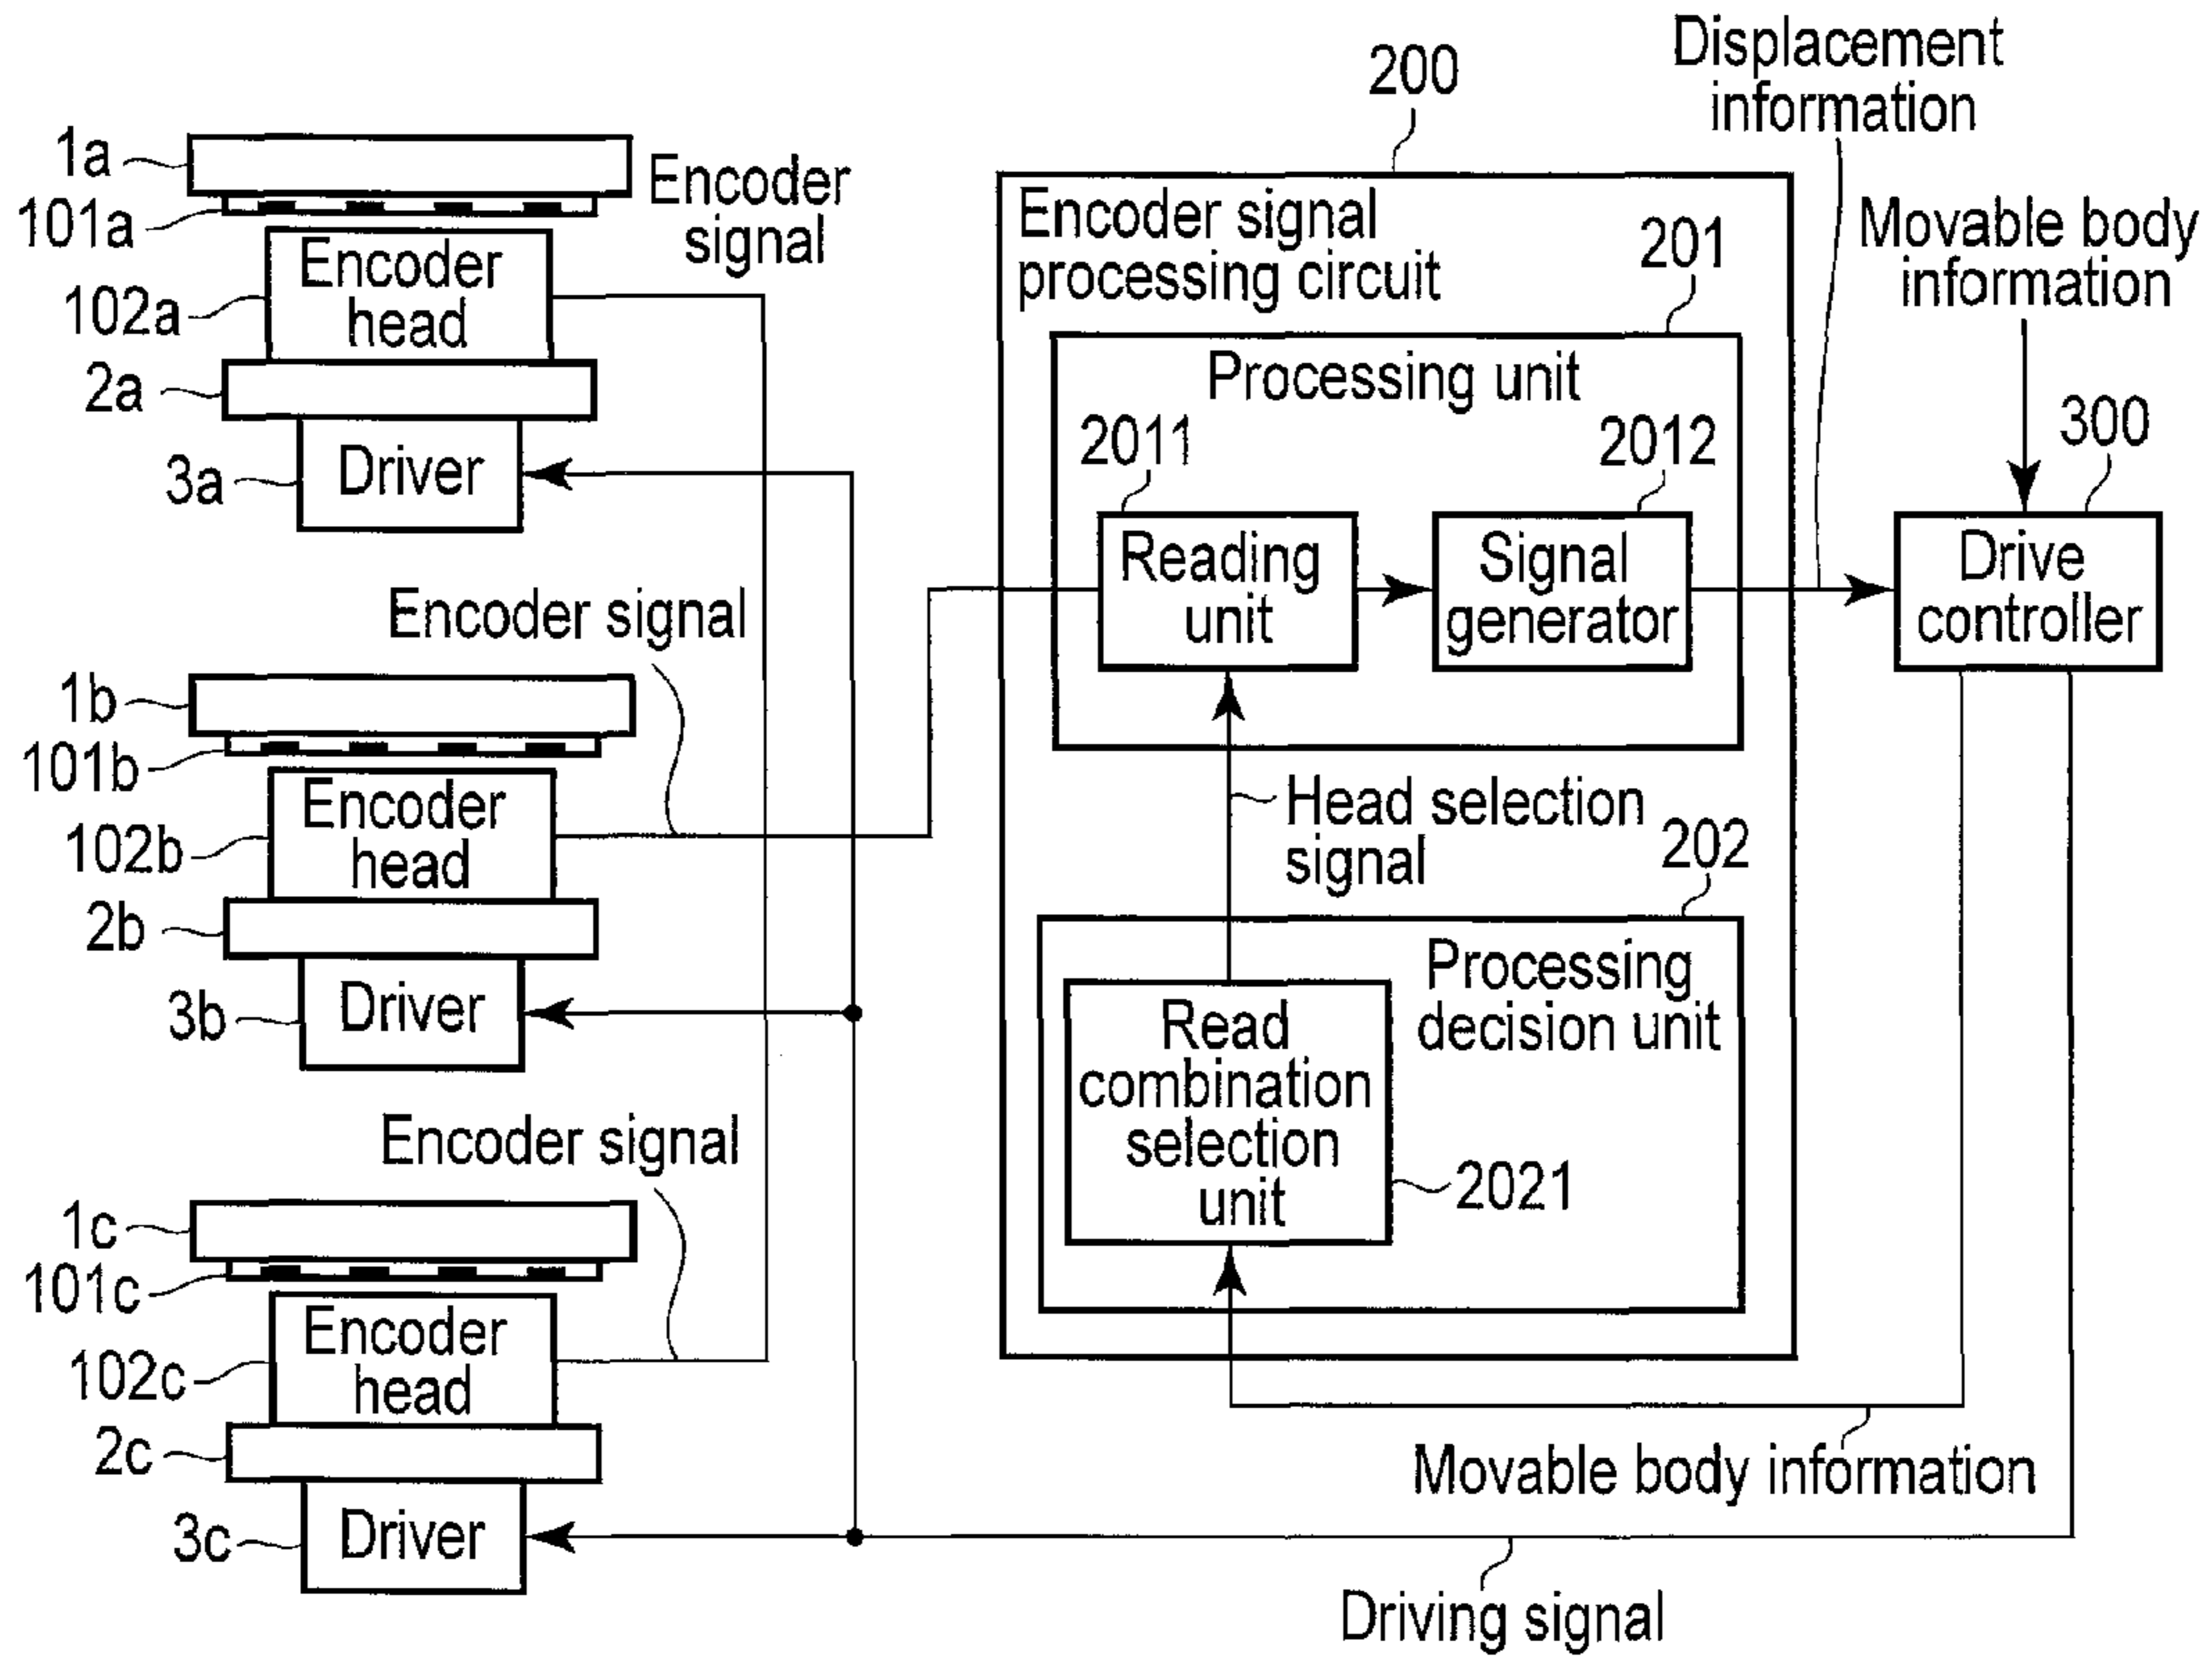 Displacement
information
200
1a
101a
Encoder
signal
Encoder signal
processing circuit
201
Movable body
information
Encoder
head
102a
2a
Processing unit
2011
2012
300
3a
Driver
Reading
unit
Signal
generator
Drive
controller
Encoder signal
1b
101b
Encoder
head
102b
Head selection
signal
202
2b
3b
Driver
Processing
decision unit
Read
combination
selection
unit
2021
Encoder signal
1c
101c
Encoder
head
102c
2c
Movable body information
3c
Driver
Driving signal